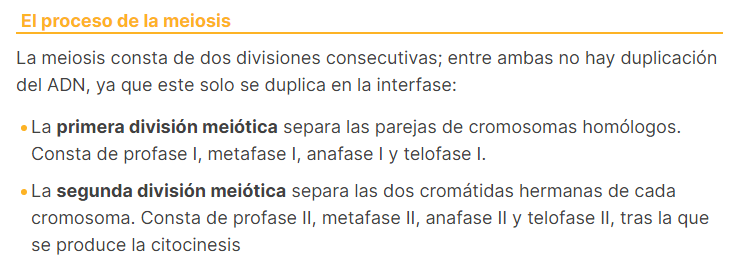 El proceso de la meiosis
La meiosis consta de dos divisiones consecutivas; entre ambas no hay duplicación
del ADN, ya que este solo se duplica en la interfase:
• La primera división meiótica separa las parejas de cromosomas homólogos.
Consta de profase I, metafase I, anafase I y telofase I.
• La segunda división meiótica separa las dos cromátidas hermanas de cada
cromosoma. Consta de profase II, metafase II, anafase II y telofase II, tras la que
se produce la citocinesis